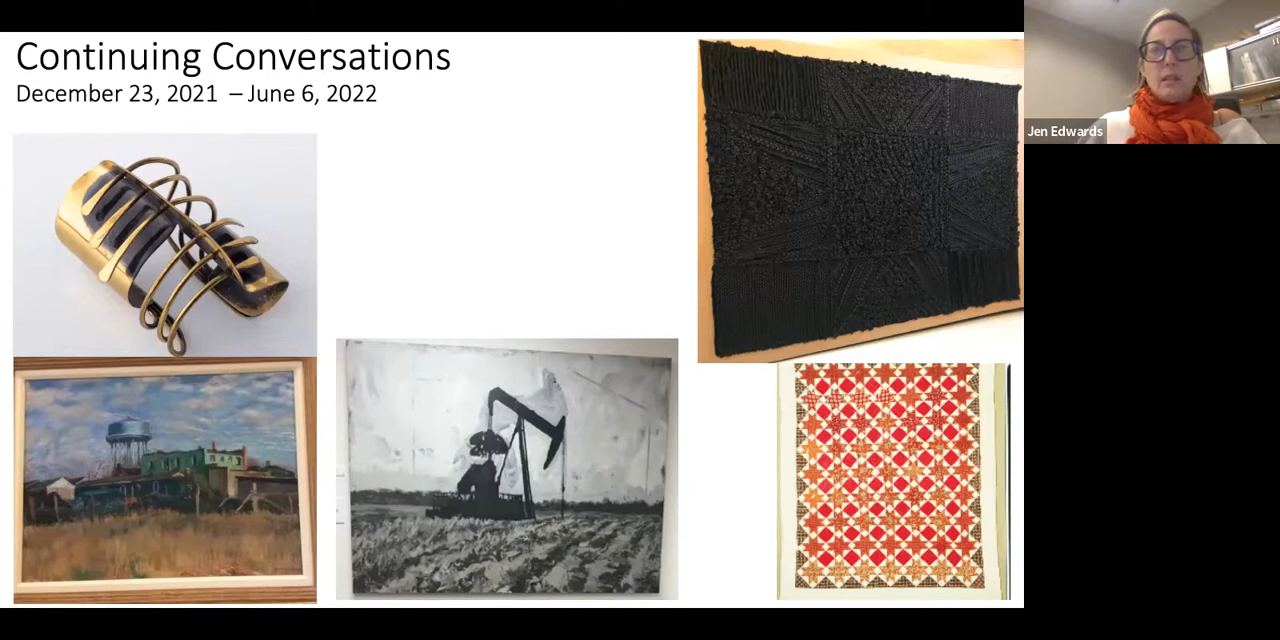 Continuing Conversations
December 23, 2021 – June 6, 2022
Jen Edwards